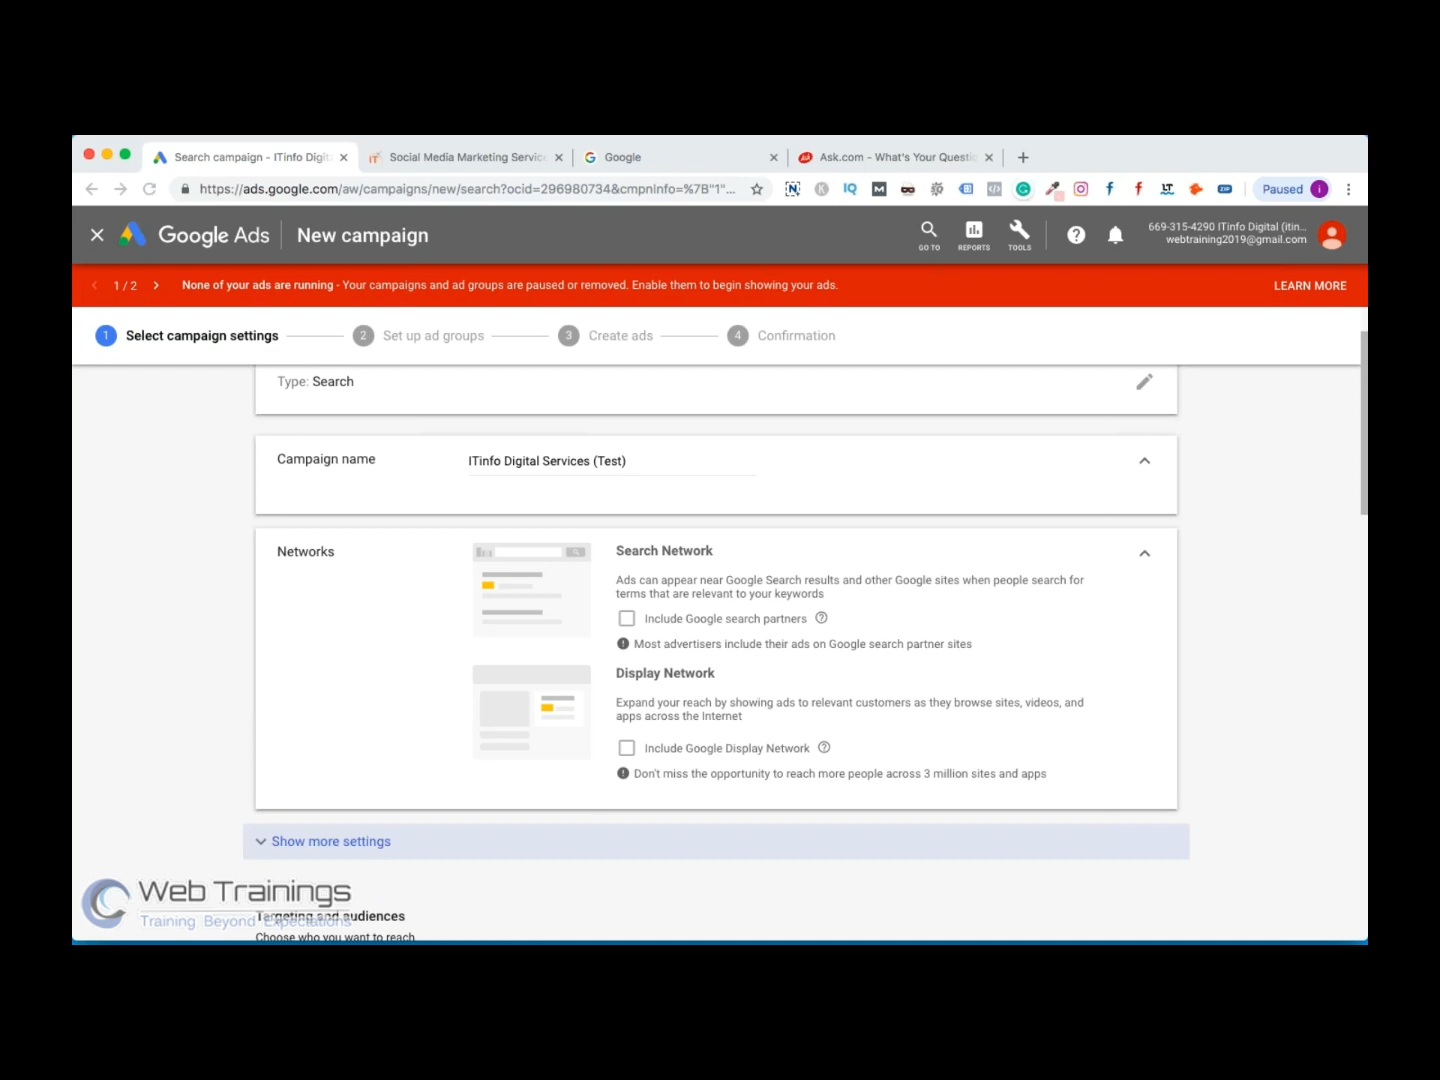 Search campaign - ITinfo Digit
Social Media Marketing Service
Google
Ask.com - What's Your Questi
https://ads.google.com/aw/campaigns/new/search?ocid=296980734&cmpnInfo=%7B"1"...
Paused i
Google Ads
New campaign
GO TO
REPORTS
TOOLS
669-315-4290 ITinfo Digital (itin...
webtraining2019@gmail.com
1 / 2
None of your ads are running - Your campaigns and ad groups are paused or removed. Enable them to begin showing your ads.
LEARN MORE
1 Select campaign settings
2 Set up ad groups
3 Create ads
4 Confirmation
Type: Search
Campaign name
ITinfo Digital Services (Test)
Networks
Search Network
Ads can appear near Google Search results and other Google sites when people search for
terms that are relevant to your keywords
Include Google search partners
Most advertisers include their ads on Google search partner sites
Display Network
Expand your reach by showing ads to relevant customers as they browse sites, videos, and
apps across the Internet
Include Google Display Network
Don't miss the opportunity to reach more people across 3 million sites and apps
Show more settings
Web Trainings
Training Beyond Expectations
Targeting and audiences
Choose who you want to reach